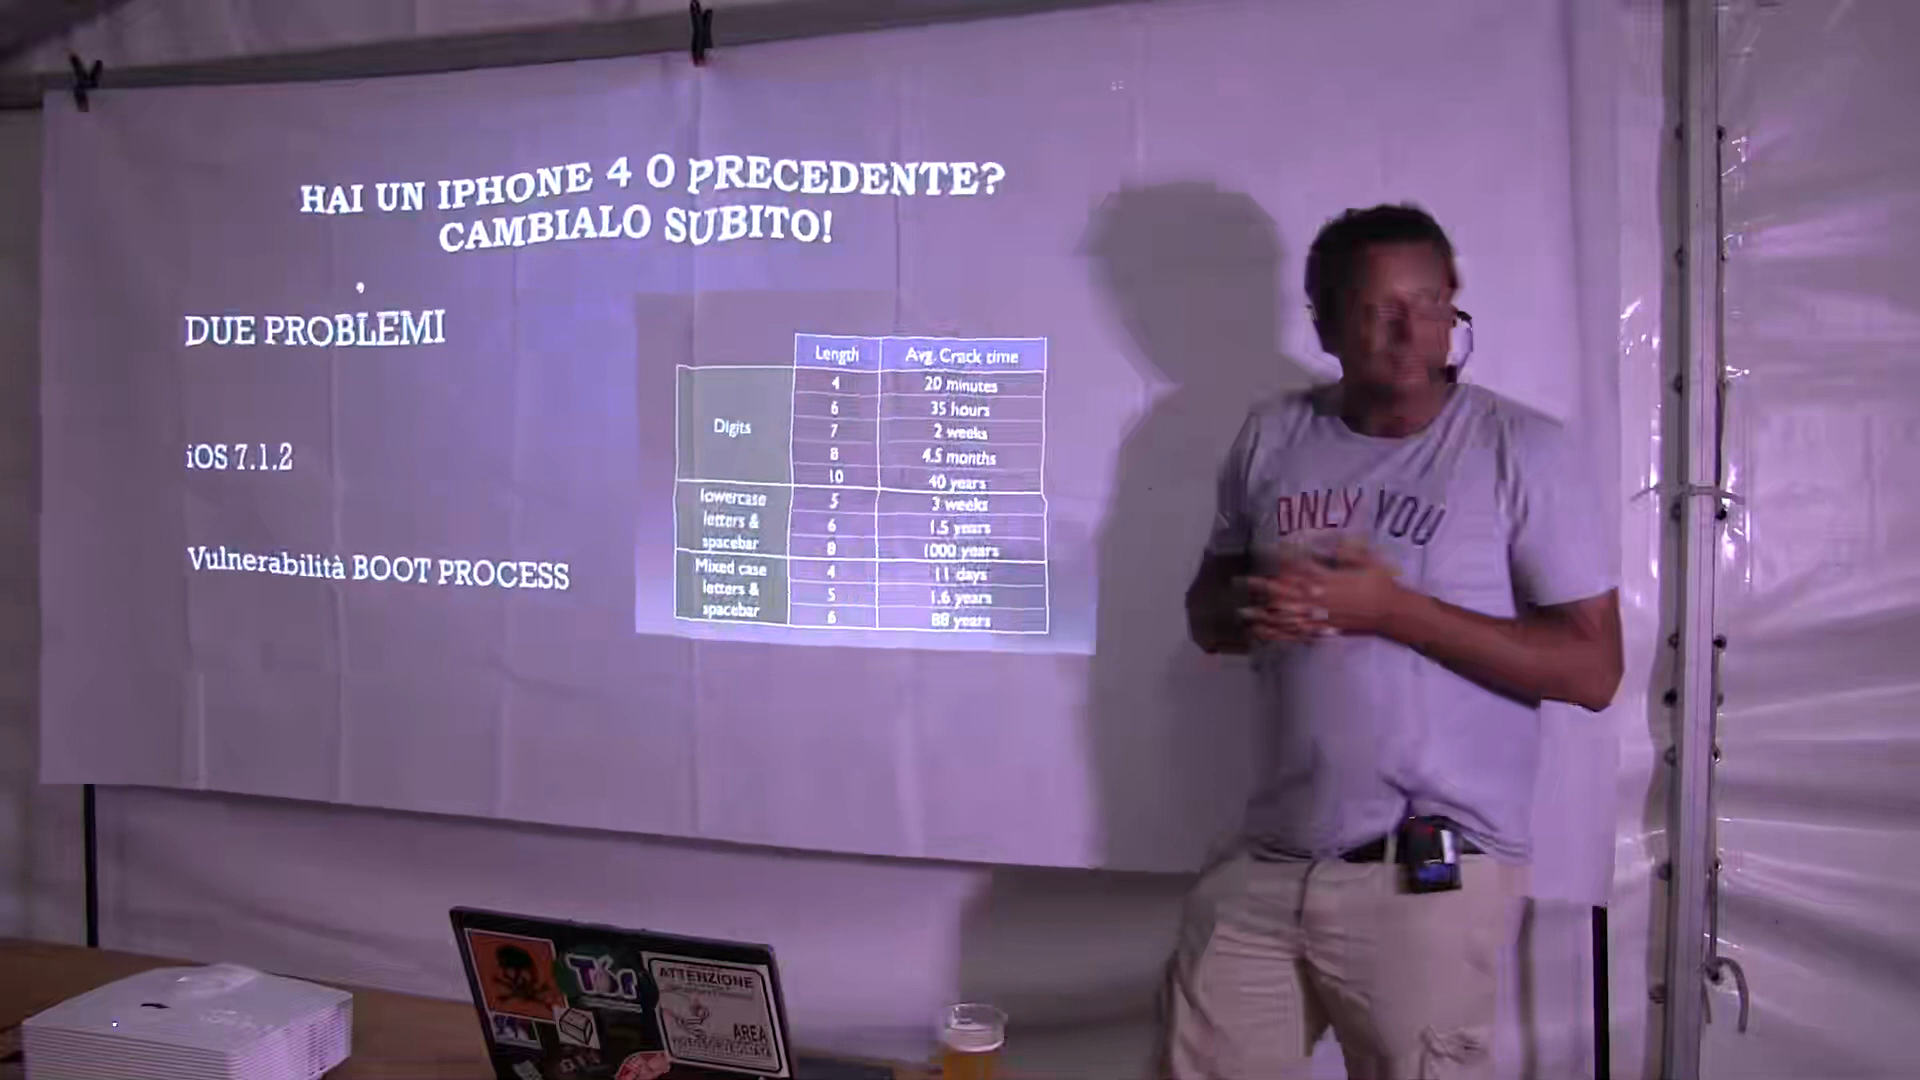 HAI UN IPHONE 4 O PRECEDENTE?
CAMBIALO SUBITO!
DUE PROBLEMI
iOS 7.1.2
Vulnerabilità BOOT PROCESS
Length Avg. Crack time
Digits
4 20 minutes
6 35 hours
7 2 weeks
8 4.5 months
10 40 years
lowercase
letters &
spacebar
5 3 weeks
6 1.5 years
8 1000 years
Mixed case
letters &
spacebar
4 11 days
5 1.6 years
6 88 years
ONLY YOU
Tor
ATTENZIONE
AREA